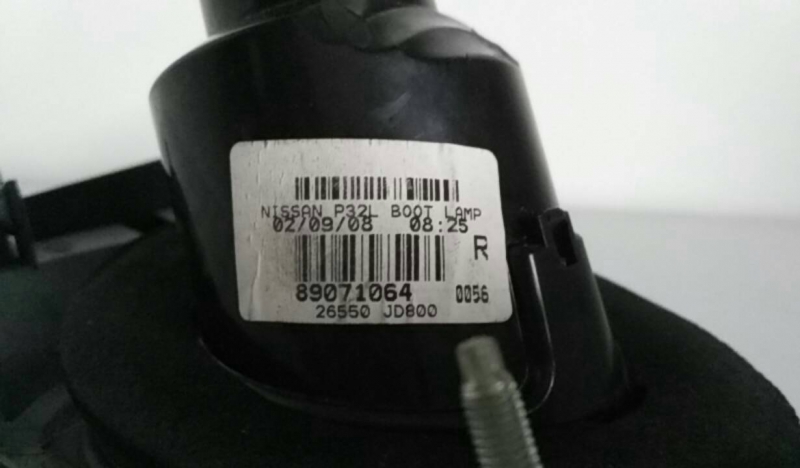 NISSAN P32L BOOT LAMP
02/09/08 08:25
R
89071064 0056
26550 JD800